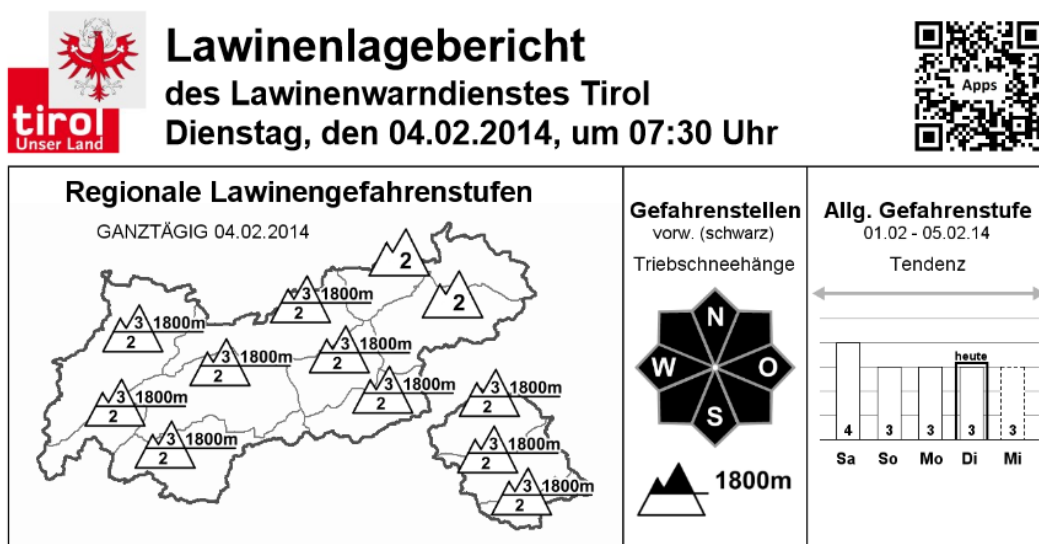 tirol
Unser Land
Lawinenlagebericht
des Lawinenwarndienstes Tirol
Dienstag, den 04.02.2014, um 07:30 Uhr
Apps
Regionale Lawinengefahrenstufen
GANZTÄGIG 04.02.2014
2
2
3 1800m
2
3 1800m
2
3 1800m
2
3 1800m
2
3 1800m
2
3 1800m
2
3 1800m
2
3 1800m
2
3 1800m
2
3 1800m
2
Gefahrenstellen
vorw. (schwarz)
Triebschneehänge
N
W O
S
1800m
Allg. Gefahrenstufe
01.02 - 05.02.14
Tendenz
heute
4 3 3 3 3
Sa So Mo Di Mi